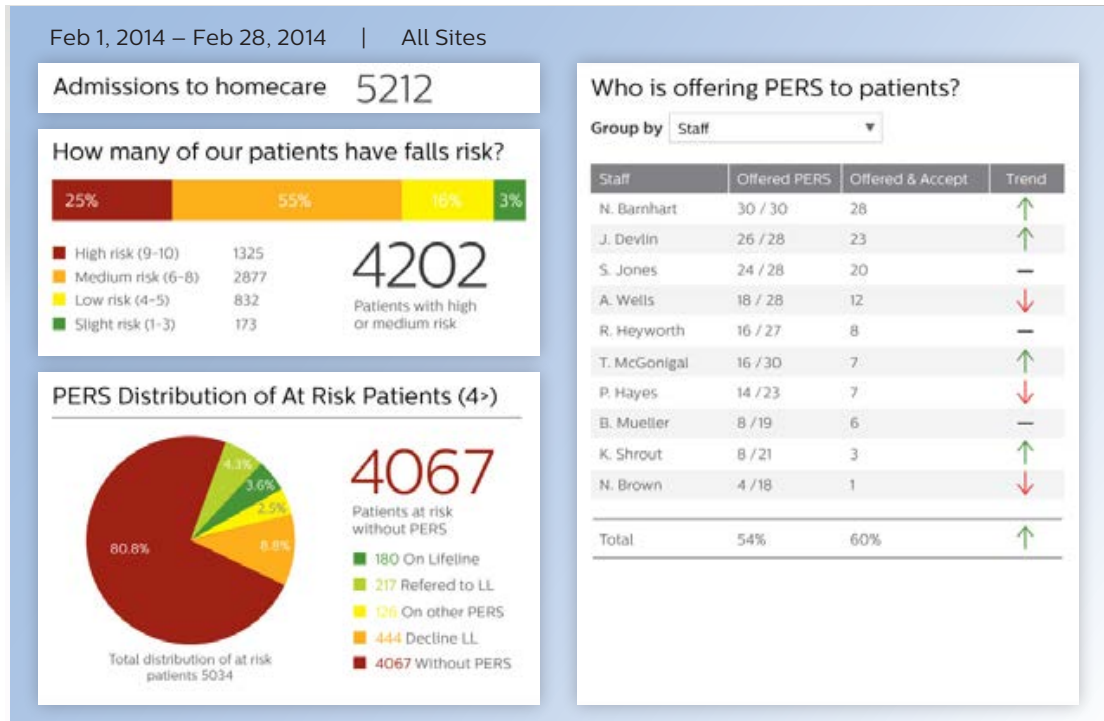 Feb 1, 2014 – Feb 28, 2014 | All Sites
Admissions to homecare 5212
How many of our patients have falls risk?
25% 55% 16% 3%
High risk (9-10) 1325
Medium risk (6-8) 2877
Low risk (4-5) 832
Slight risk (1-3) 173
4202
Patients with high
or medium risk
PERS Distribution of At Risk Patients (4>)
4.3%
3.6%
2.5%
8.8%
80.8%
Total distribution of at risk
patients 5034
4067
Patients at risk
without PERS
180 On Lifeline
217 Refered to LL
126 On other PERS
444 Decline LL
4067 Without PERS
Who is offering PERS to patients?
Group by Staff
Staff Offered PERS Offered & Accept Trend
N. Barnhart 30 / 30 28
J. Devlin 26 / 28 23
S. Jones 24 / 28 20
A. Wells 18 / 28 12
R. Heyworth 16 / 27 8
T. McGonigal 16 / 30 7
P. Hayes 14 / 23 7
B. Mueller 8 / 19 6
K. Shrout 8 / 21 3
N. Brown 4 / 18 1
Total 54% 60%